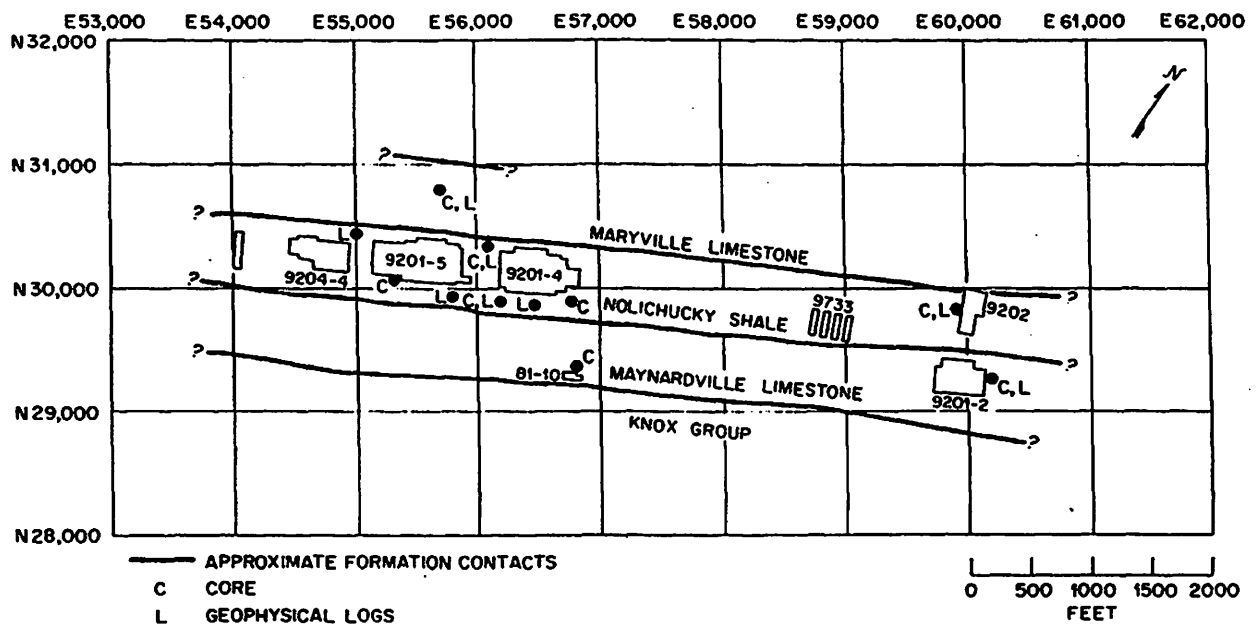 E53,000 E54,000 E55,000 E56,000 E57,000 E58,000 E59,000 E60,000 E61,000 E62,000
N32,000
N
N31,000
?
?
C, L
?
L
MARYVILLE LIMESTONE
9204-4
9201-5
C,L
9201-4
?
C
N30,000
L
C,L
L
C
NOLICHUCKY SHALE
9733
C,L
9202
?
?
C
81-10
MAYNARDVILLE LIMESTONE
?
9201-2
C, L
N29,000
KNOX GROUP
?
N28,000
APPROXIMATE FORMATION CONTACTS
C CORE
L GEOPHYSICAL LOGS
0 500 1000 1500 2000
FEET